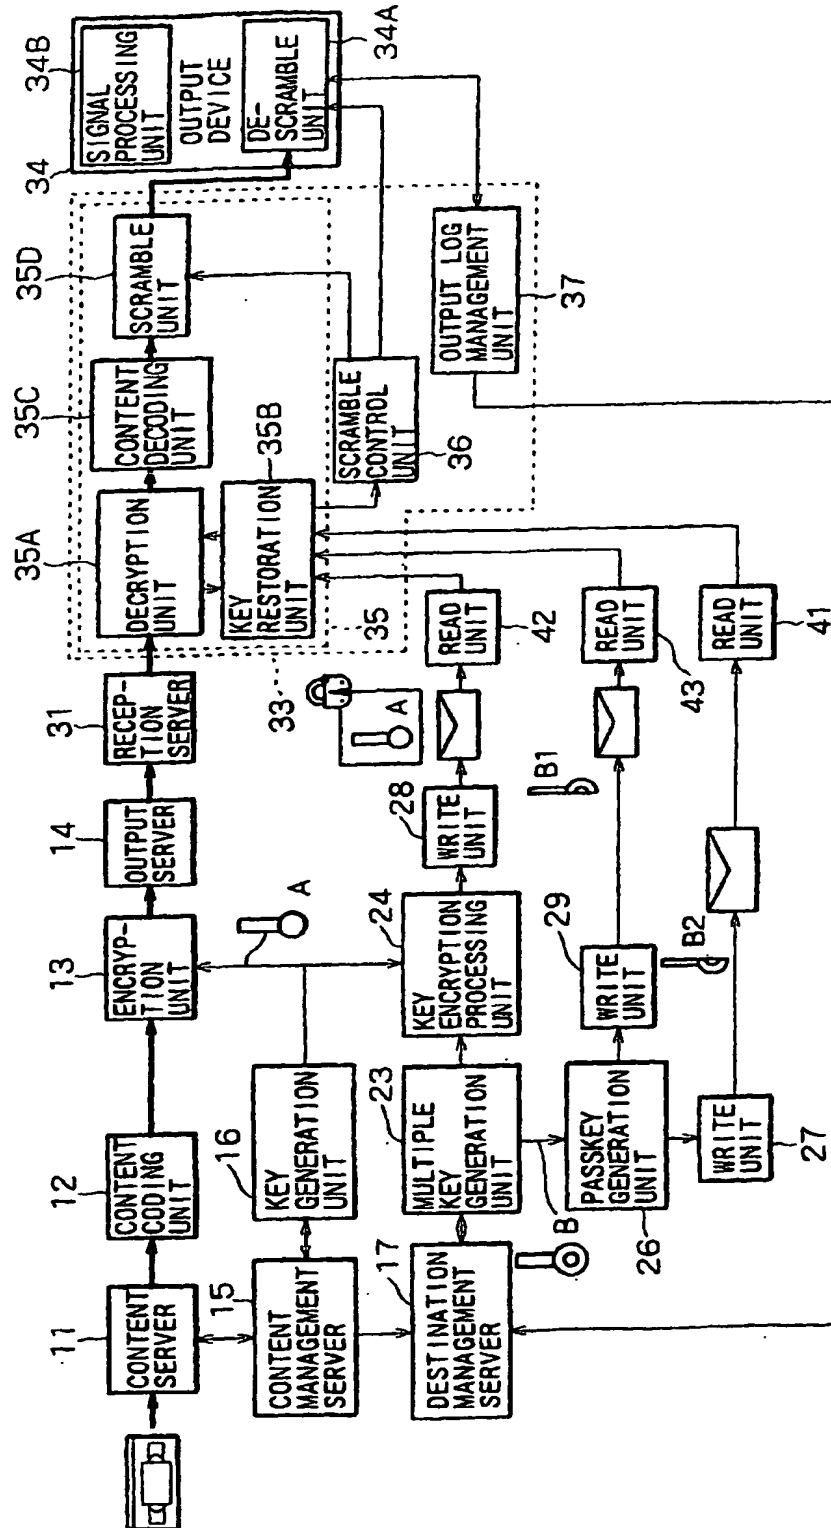 11
CONTENT
SERVER
12
CONTENT
CODING
UNIT
13
ENCRYP-
TION
UNIT
14
OUTPUT
SERVER
31
RECEP-
TION
SERVER
35A
DECRYPTION
UNIT
35C
CONTENT
DECODING
UNIT
35D
SCRAMBLE
UNIT
34
34B
SIGNAL
PROCESSING
UNIT
OUTPUT
DEVICE
DE-
SCRAMBLE
UNIT
34A
15
CONTENT
MANAGEMENT
SERVER
16
KEY
GENERATION
UNIT
A
KEY
RESTORATION
UNIT
35B
35
33
SCRAMBLE
CONTROL
UNIT
36
OUTPUT LOG
MANAGEMENT
UNIT
37
17
DESTINATION
MANAGEMENT
SERVER
23
MULTIPLE
KEY
GENERATION
UNIT
24
KEY
ENCRYPTION
PROCESSING
UNIT
28
WRITE
UNIT
A
READ
UNIT
42
B
PASSKEY
GENERATION
UNIT
26
29
WRITE
UNIT
B1
READ
UNIT
43
WRITE
UNIT
27
B2
READ
UNIT
41